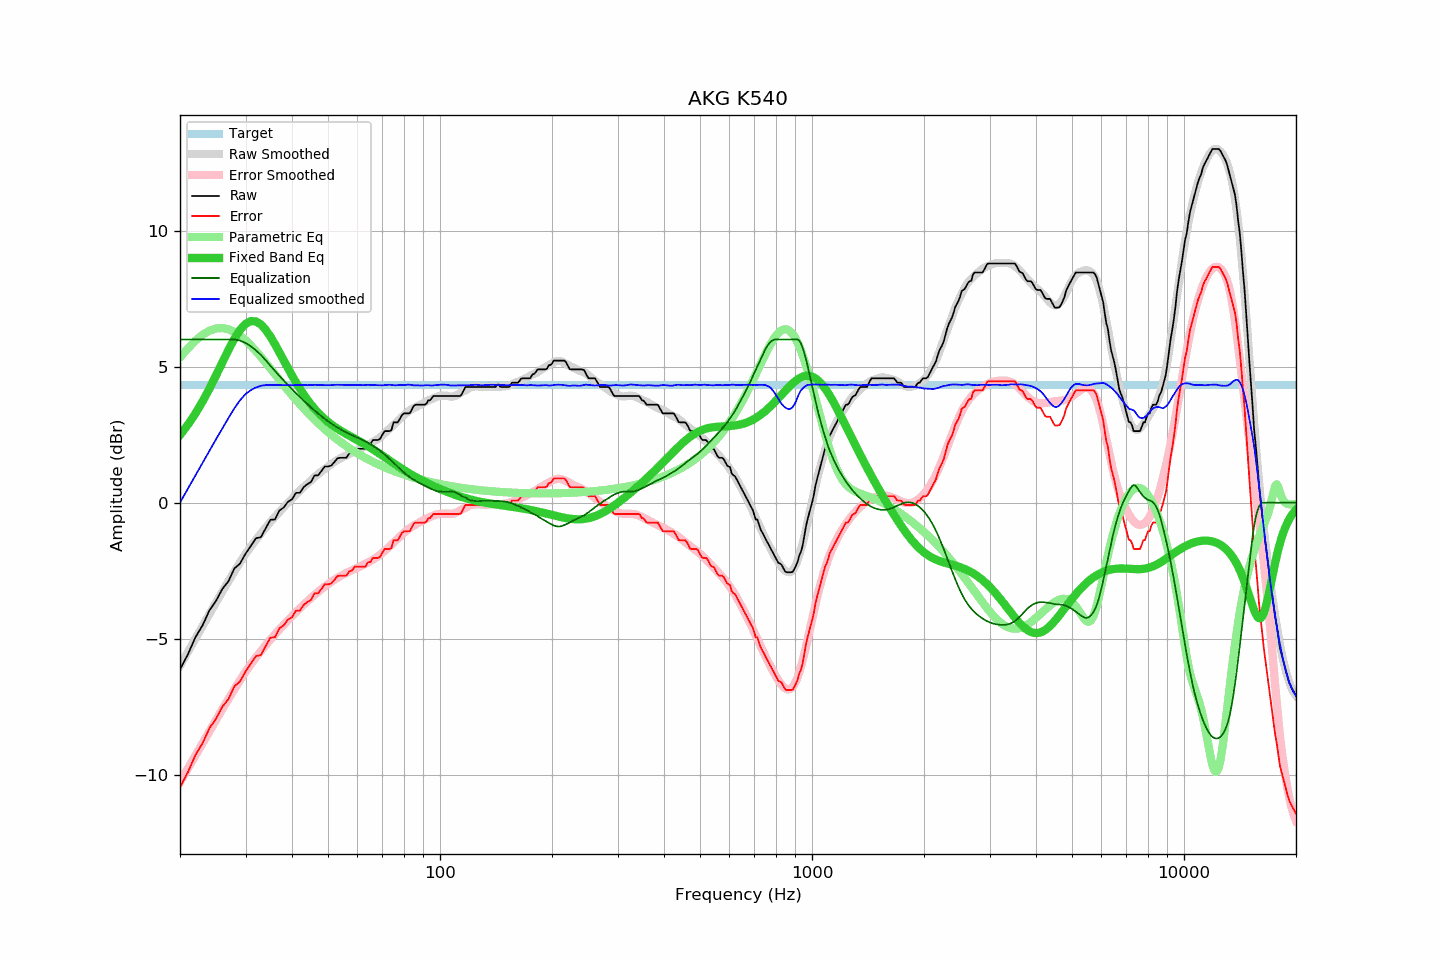 AKG K540
Target
Raw Smoothed
Error Smoothed
Raw
Error
Parametric Eq
Fixed Band Eq
Equalization
Equalized smoothed
10
5
0
−5
−10
Amplitude (dBr)
100
1000
10000
Frequency (Hz)